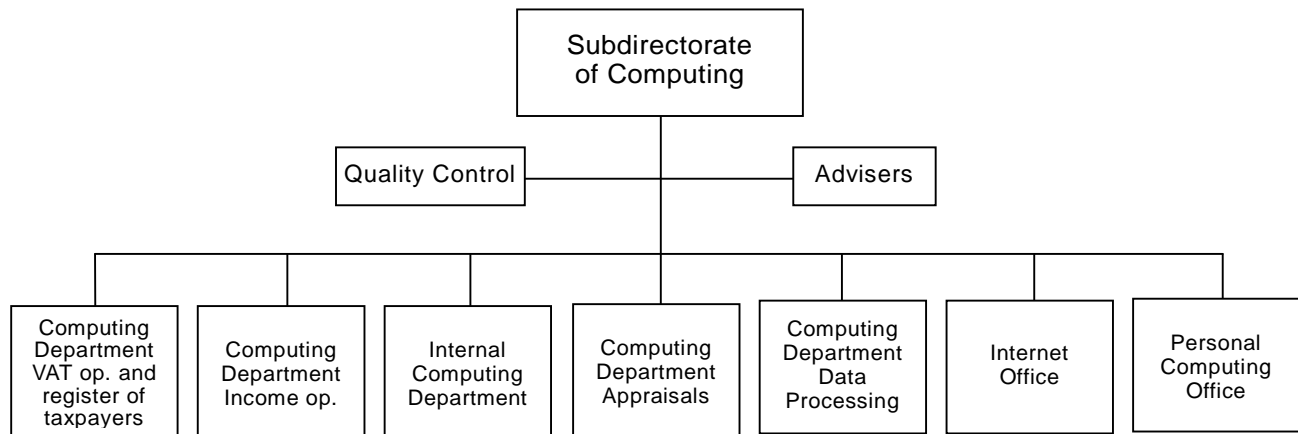 Subdirectorate
of Computing
Quality Control
Advisers
Computing
Department
VAT op. and
register of
taxpayers
Computing
Department
Income op.
Internal
Computing
Department
Computing
Department
Appraisals
Computing
Department
Data
Processing
Internet
Office
Personal
Computing
Office